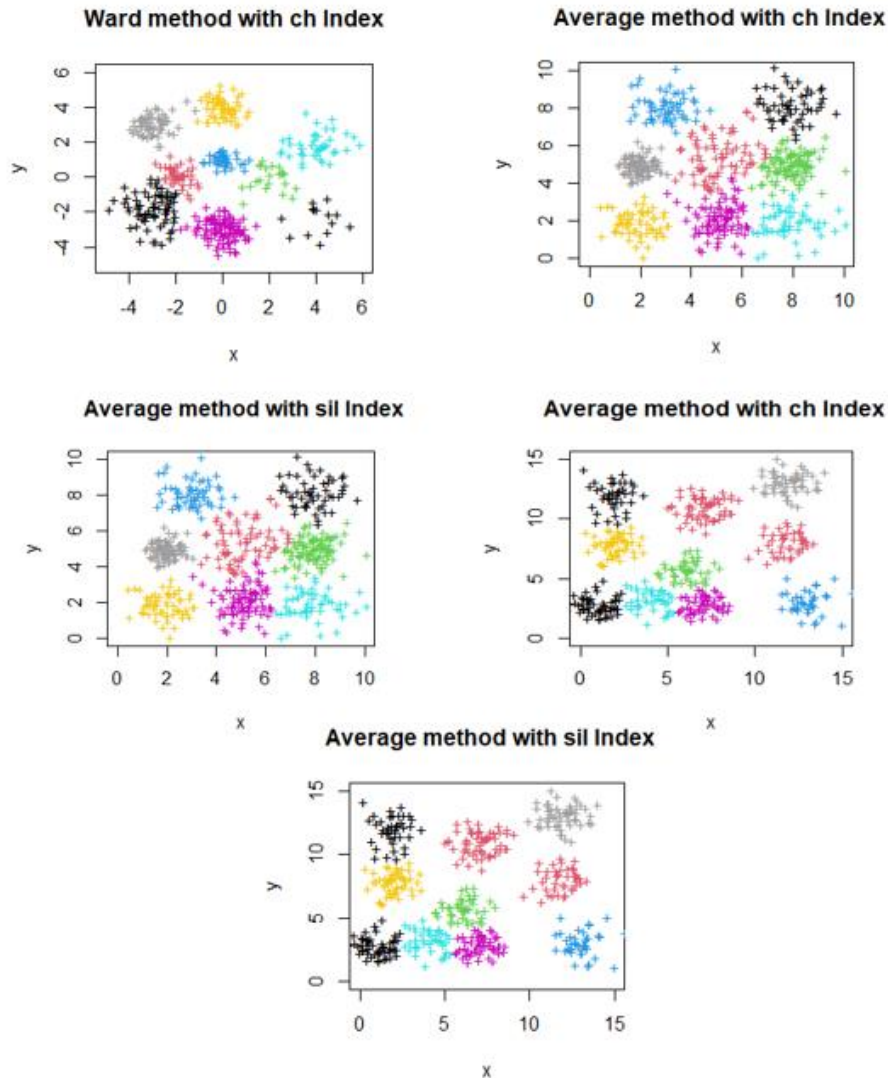 Ward method with ch Index
6
4
2
0
-2
-4
y
-4 -2 0 2 4 6
x
Average method with ch Index
10
8
6
4
2
0
y
0 2 4 6 8 10
x
Average method with sil Index
10
8
6
4
2
0
y
0 2 4 6 8 10
x
Average method with ch Index
15
10
5
0
y
0 5 10 15
x
Average method with sil Index
15
10
5
0
y
0 5 10 15
x